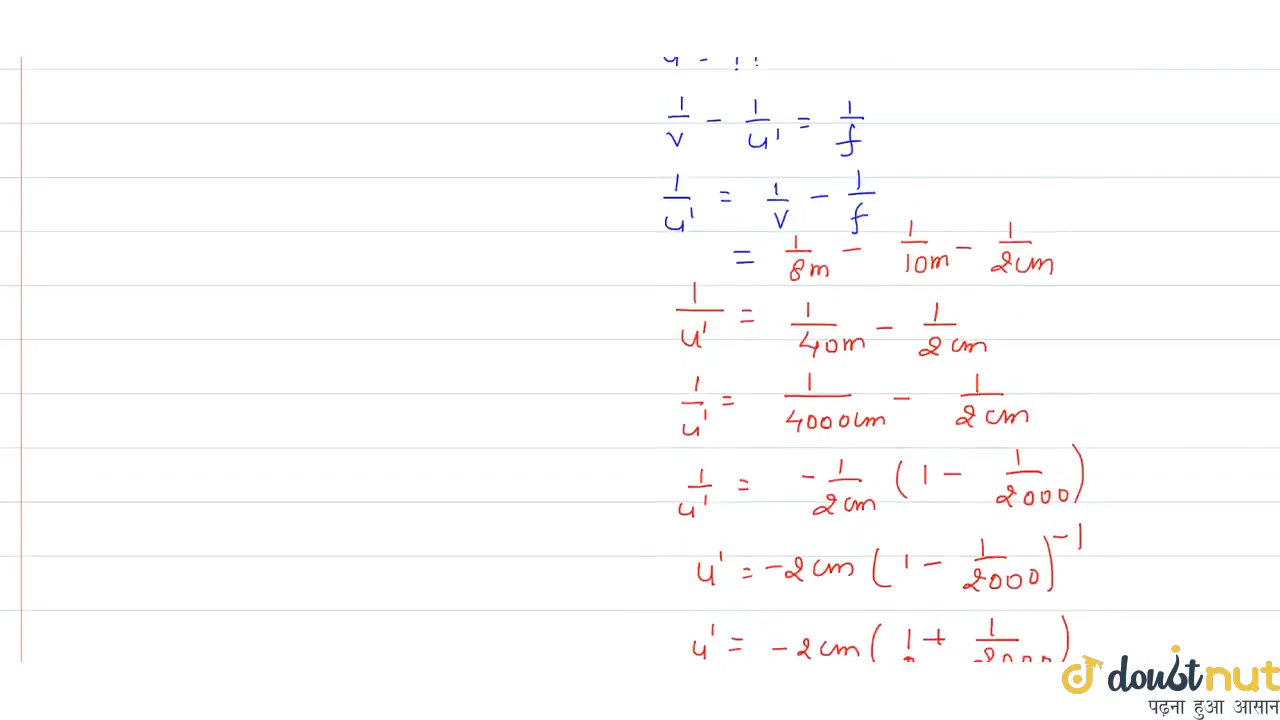 1/v - 1/u' = 1/f
1/u' = 1/v - 1/f
= 1/8m - 1/10m - 1/2cm
1/u' = 1/40m - 1/2cm
1/u' = 1/4000cm - 1/2cm
1/u' = -1/2cm (1 - 1/2000)
u' = -2cm (1 - 1/2000)^-1
u' = -2cm (1 + 1/2000)
doubtnut
पढ़ना हुआ आसान